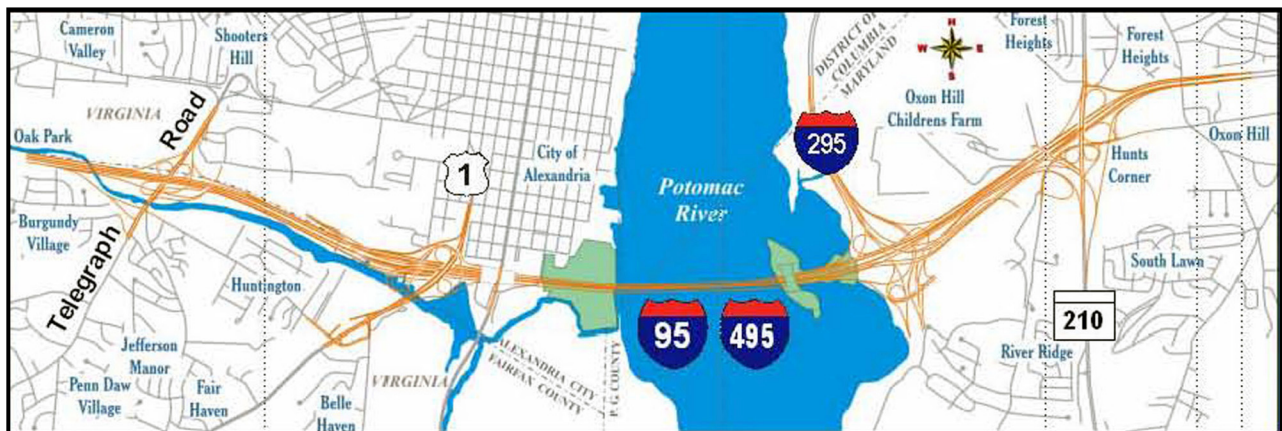 Cameron
Valley
Shooters
Hill
VIRGINIA
Road
Oak Park
Burgundy
Village
Telegraph
Huntington
Jefferson
Manor
Penn Daw
Village
Fair
Haven
1
City of
Alexandria
VIRGINIA
Belle
Haven
ALEXANDRIA CITY
FAIRFAX COUNTY
P G COUNTY
Potomac
River
95
495
DISTRICT OF
COLUMBIA
MARYLAND
295
N
W
E
S
Oxon Hill
Childrens Farm
Forest
Heights
Forest
Heights
Oxon Hill
Hunts
Corner
South Lawn
210
River Ridge